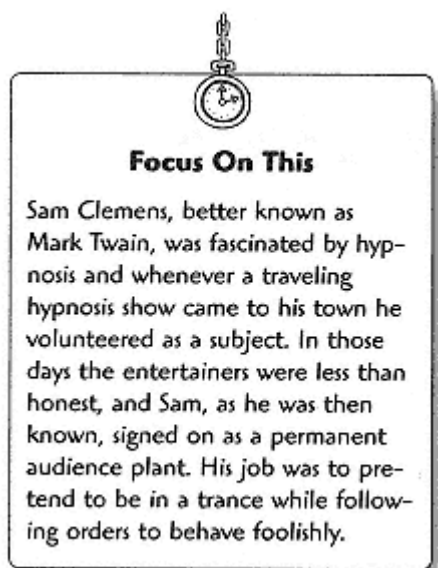 Focus On This
Sam Clemens, better known as
Mark Twain, was fascinated by hyp-
nosis and whenever a traveling
hypnosis show came to his town he
volunteered as a subject. In those
days the entertainers were less than
honest, and Sam, as he was then
known, signed on as a permanent
audience plant. His job was to pre-
tend to be in a trance while follow-
ing orders to behave foolishly.